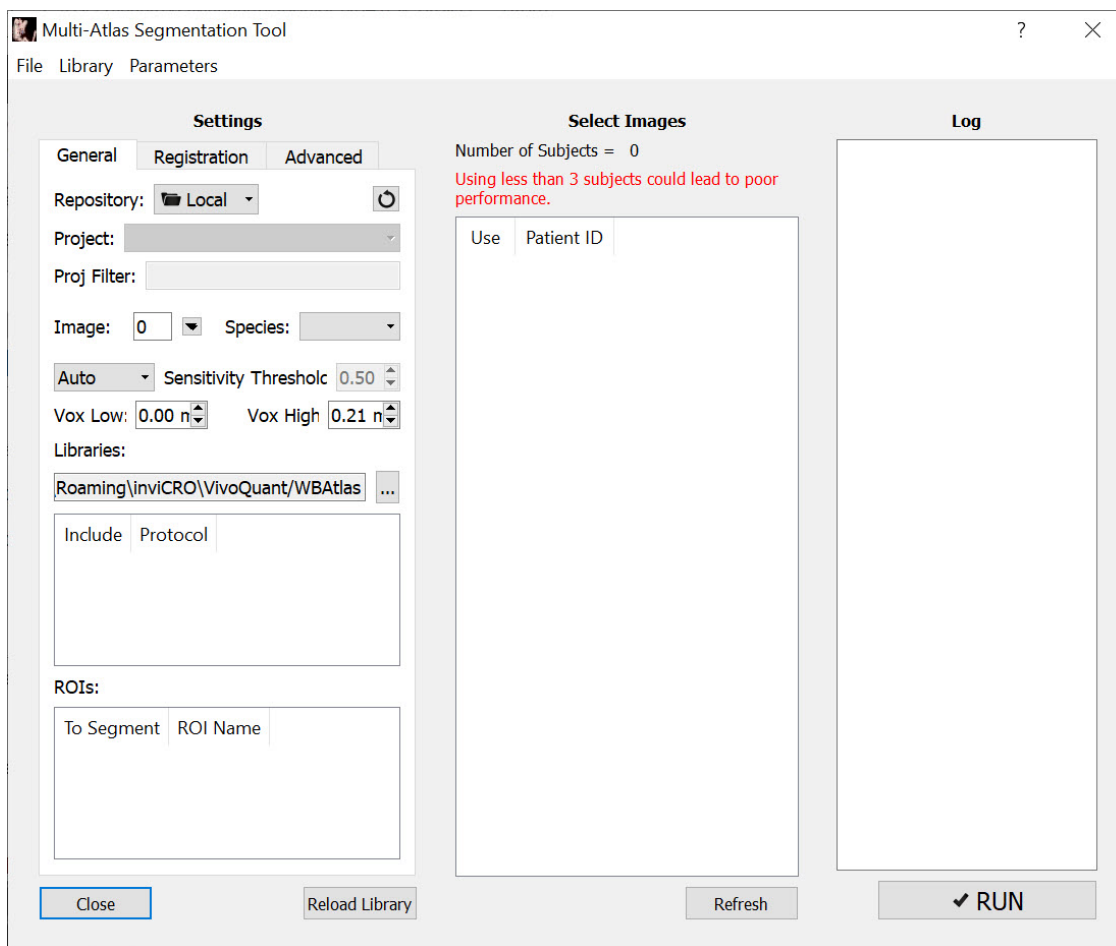 Multi-Atlas Segmentation Tool ?
File Library Parameters
Settings
General Registration Advanced
Repository: Local
Project:
Proj Filter:
Image: 0 Species:
Auto Sensitivity Threshold 0.50
Vox Low: 0.00 n Vox High 0.21 n
Libraries:
Roaming\inviCRO\VivoQuant/WBAtlas ...
Include Protocol
ROIs:
To Segment ROI Name
Close Reload Library
Select Images
Number of Subjects = 0
Using less than 3 subjects could lead to poor
performance.
Use Patient ID
Refresh
Log
RUN